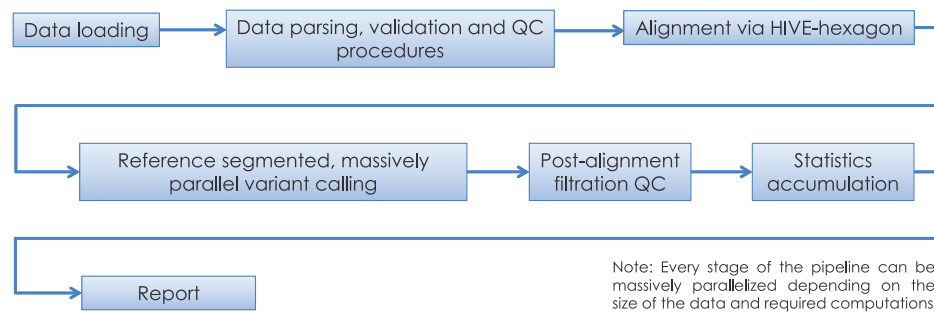 Data loading
Data parsing, validation and QC
procedures
Alignment via HIVE-hexagon
Reference segmented, massively
parallel variant calling
Post-alignment
filtration QC
Statistics
accumulation
Report
Note: Every stage of the pipeline can be
massively parallelized depending on the
size of the data and required computations